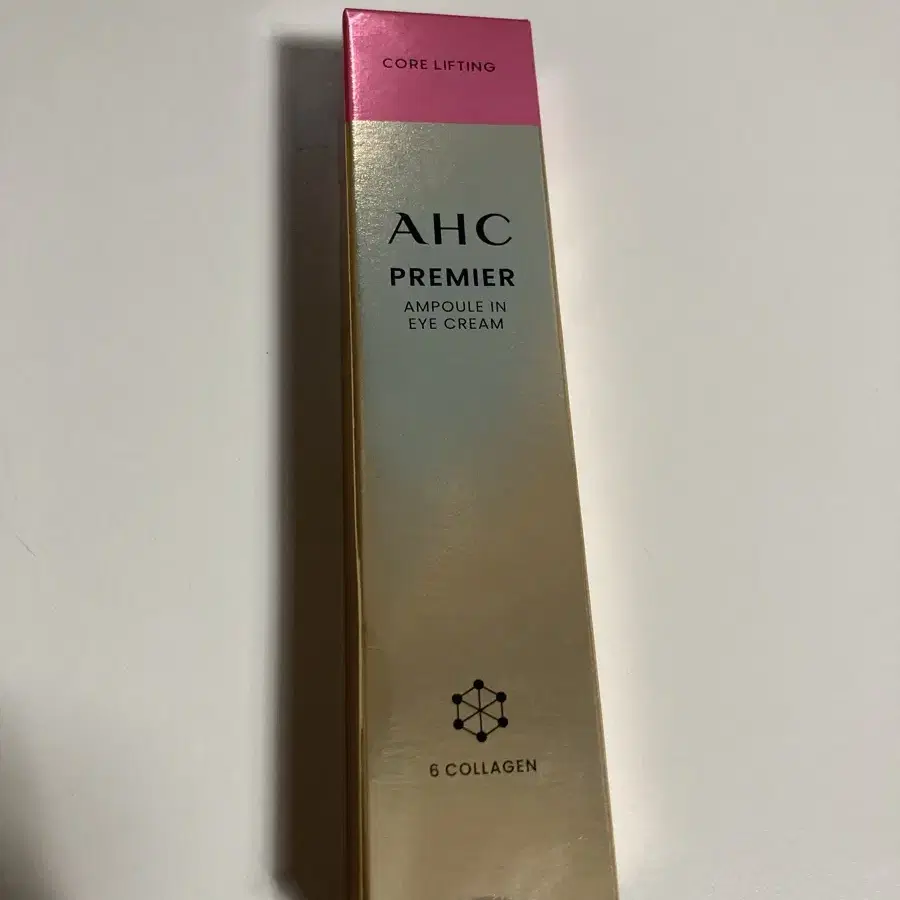 CORE LIFTING
AHC
PREMIER
AMPOULE IN
EYE CREAM
6 COLLAGEN